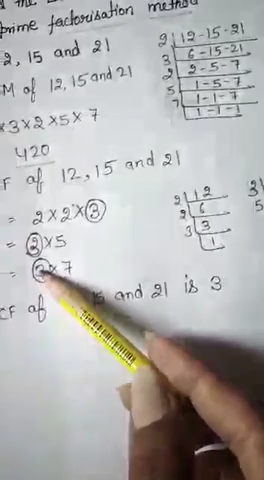 prime factorisation method
2, 15 and 21
M of 12, 15 and 21
×3×2×5×7
420
2 | 12-15-21
3 | 6-15-21
2 | 2-5-7
5 | 1-5-7
7 | 1-1-7
1-1-1
F of 12, 15 and 21
= 2×2×3
= 3×5
= 3×7
2 | 12
2 | 6
3 | 3
1
3
5
CF of 15 and 21 is 3